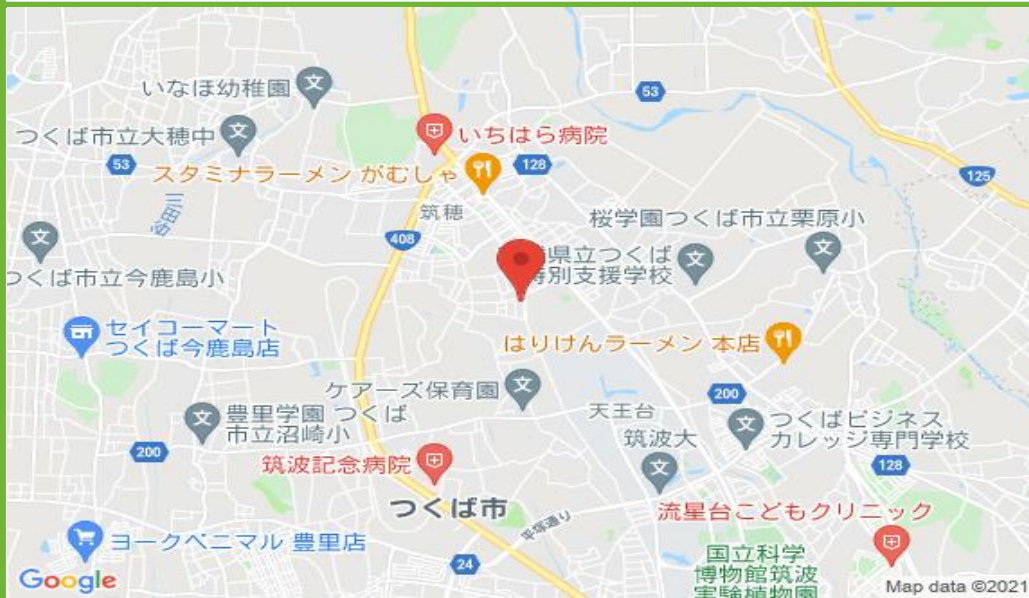 いなほ幼稚園
53
つくば市立大穂中
いちはら病院
53
スタミナラーメン がむしゃ
128
125
筑穂
桜学園つくば市立栗原小
408
県立つくば
特別支援学校
つくば市立今鹿島小
セイコーマート
つくば今鹿島店
はりけんラーメン 本店
ケアーズ保育園
200
豊里学園 つくば
市立沼崎小
天王台
つくばビジネス
カレッジ専門学校
筑波大
200
筑波記念病院
128
つくば市
流星台こどもクリニック
平塚通り
ヨークベニマル 豊里店
24
国立科学
博物館筑波
実験植物園
Google
Map data ©2021